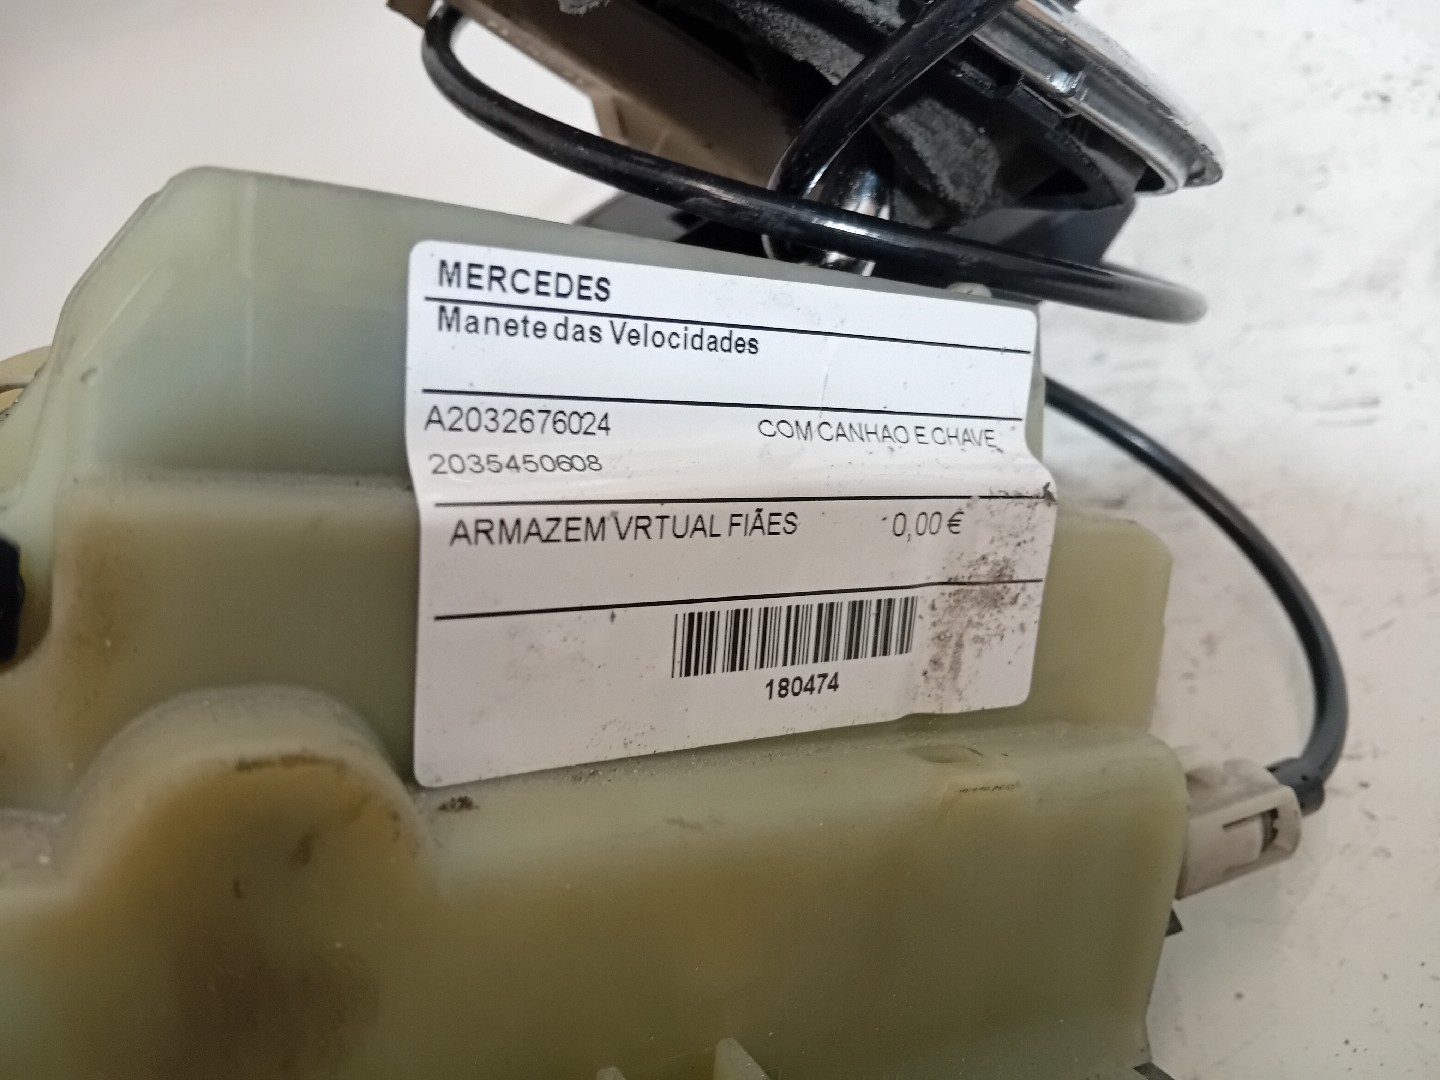 MERCEDES
Manete das Velocidades
A2032676024 COM CANHAO E CHAVE
2035450608
ARMAZEM VRTUAL FIÃES 0,00 €
180474